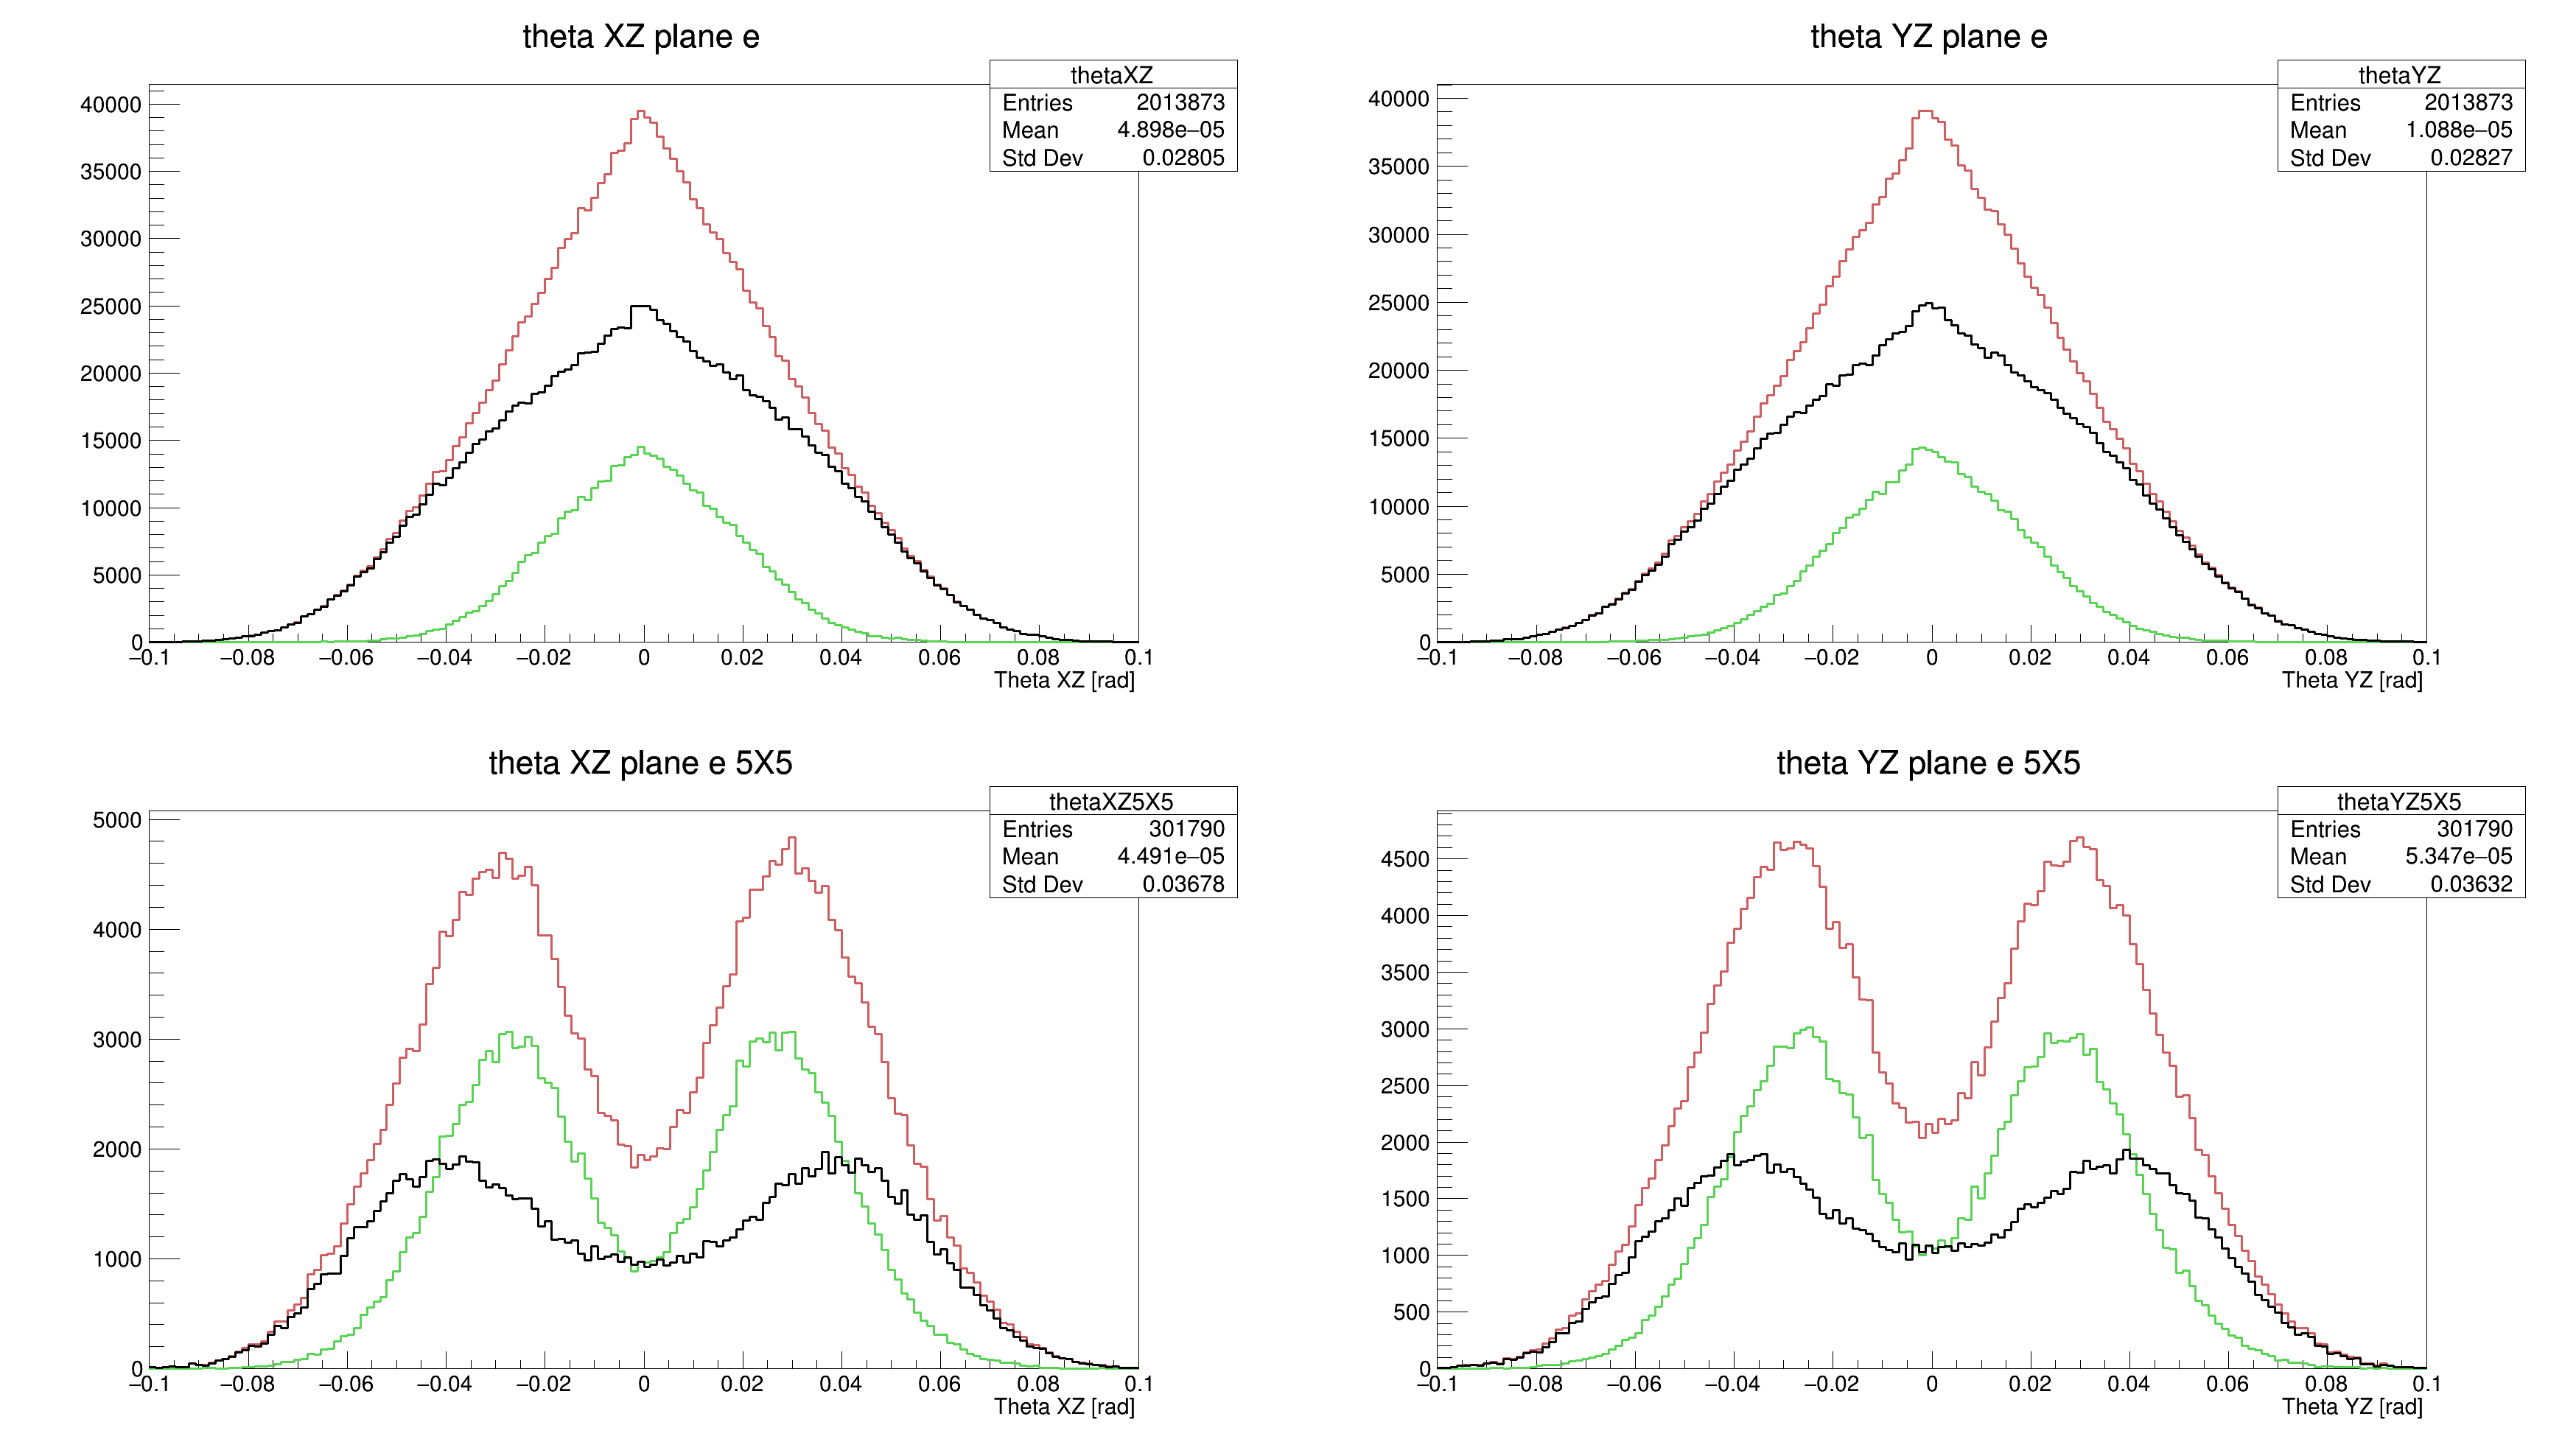 theta XZ plane e
thetaXZ
Entries 2013873
Mean 4.898e−05
Std Dev 0.02805
40000
35000
30000
25000
20000
15000
10000
5000
0
−0.1 −0.08 −0.06 −0.04 −0.02 0 0.02 0.04 0.06 0.08 0.1
Theta XZ [rad]
theta YZ plane e
thetaYZ
Entries 2013873
Mean 1.088e−05
Std Dev 0.02827
40000
35000
30000
25000
20000
15000
10000
5000
0
−0.1 −0.08 −0.06 −0.04 −0.02 0 0.02 0.04 0.06 0.08 0.1
Theta YZ [rad]
theta XZ plane e 5X5
thetaXZ5X5
Entries 301790
Mean 4.491e−05
Std Dev 0.03678
5000
4000
3000
2000
1000
0
−0.1 −0.08 −0.06 −0.04 −0.02 0 0.02 0.04 0.06 0.08 0.1
Theta XZ [rad]
theta YZ plane e 5X5
thetaYZ5X5
Entries 301790
Mean 5.347e−05
Std Dev 0.03632
4500
4000
3500
3000
2500
2000
1500
1000
500
0
−0.1 −0.08 −0.06 −0.04 −0.02 0 0.02 0.04 0.06 0.08 0.1
Theta YZ [rad]